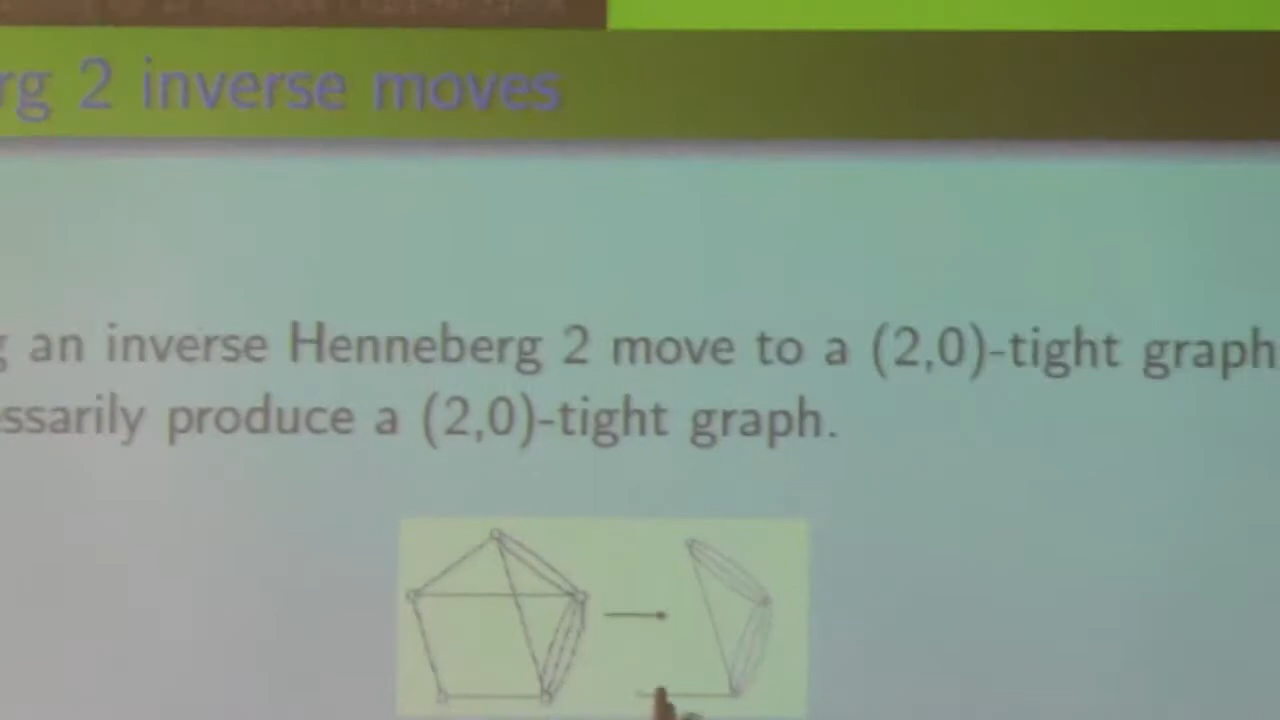 rg 2 inverse moves
g an inverse Henneberg 2 move to a (2,0)-tight graph
ssarily produce a (2,0)-tight graph.